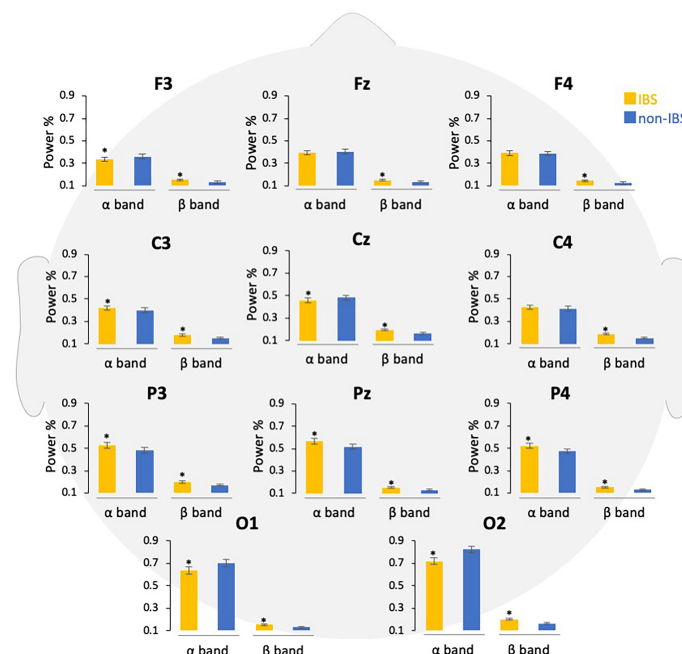 F3 Fz F4
IBS
non-IBS
0.9 0.9 0.9
0.7 0.7 0.7
0.5 0.5 0.5
0.3 0.3 0.3
0.1 0.1 0.1
Power % Power % Power %
* * * * *
α band β band α band β band α band β band
C3 Cz C4
0.9 0.9 0.9
0.7 0.7 0.7
0.5 0.5 0.5
0.3 0.3 0.3
0.1 0.1 0.1
Power % Power % Power %
* * * * *
α band β band α band β band α band β band
P3 Pz P4
0.9 0.9 0.9
0.7 0.7 0.7
0.5 0.5 0.5
0.3 0.3 0.3
0.1 0.1 0.1
Power % Power % Power %
* * * * * *
α band β band α band β band α band β band
O1 O2
0.9 0.9
0.7 0.7
0.5 0.5
0.3 0.3
0.1 0.1
Power % Power %
* * * *
α band β band α band β band